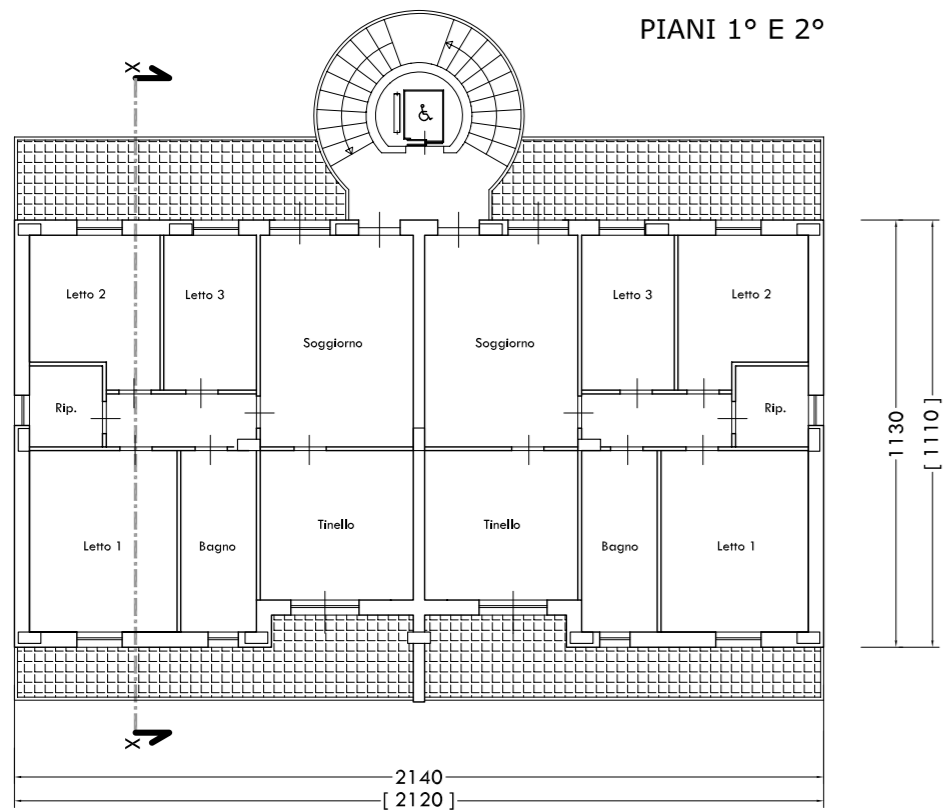 PIANI 1° E 2°
X
Letto 2
Letto 3
Soggiorno
Soggiorno
Letto 3
Letto 2
Rip.
Rip.
1130
[ 1110 ]
Letto 1
Bagno
Tinello
Tinello
Bagno
Letto 1
X
2140
[ 2120 ]